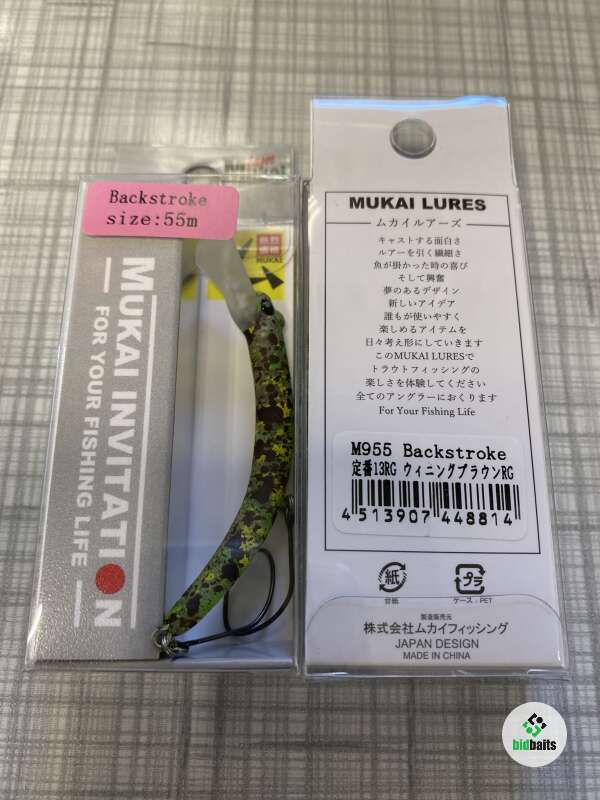 Backstroke
size:55m
MUKAI INVITATION
FOR YOUR FISHING LIFE
MUKAI
MUKAI LURES
ムカイルアーズ
キャストする面白さ
ルアーを引く繊細さ
魚が掛かった時の喜び
そして興奮
夢のあるデザイン
新しいアイデア
誰もが使いやすく
楽しめるアイテムを
日々考え形にしていきます
このMUKAI LURESで
トラウトフィッシングの
楽しさを体験してください
全てのアングラーにおくります
For Your Fishing Life
M955 Backstroke
定番13RG ウィニングブラウンRG
4 513907 448814
紙
台紙
プラ
ケース：PET
製造販売元
株式会社ムカイフィッシング
JAPAN DESIGN
MADE IN CHINA
bidbaits